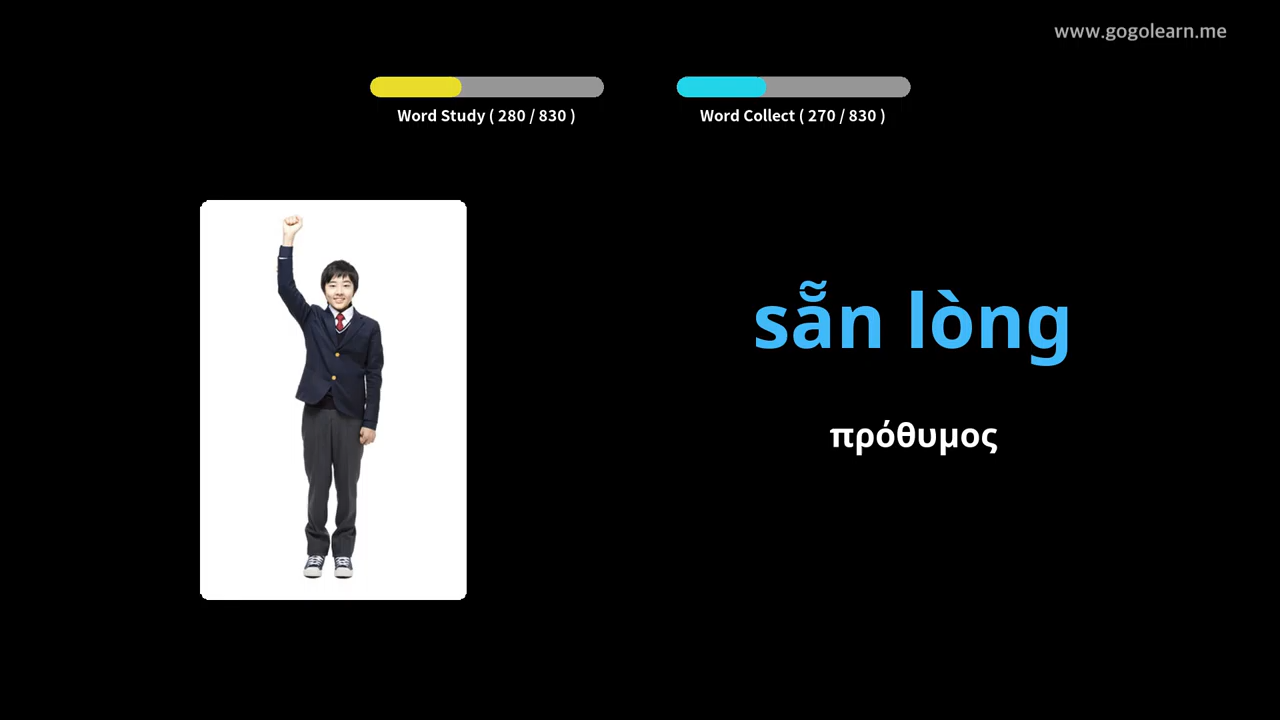 www.gogolearn.me
Word Study ( 280 / 830 )
Word Collect ( 270 / 830 )
sẵn lòng
πρόθυμος